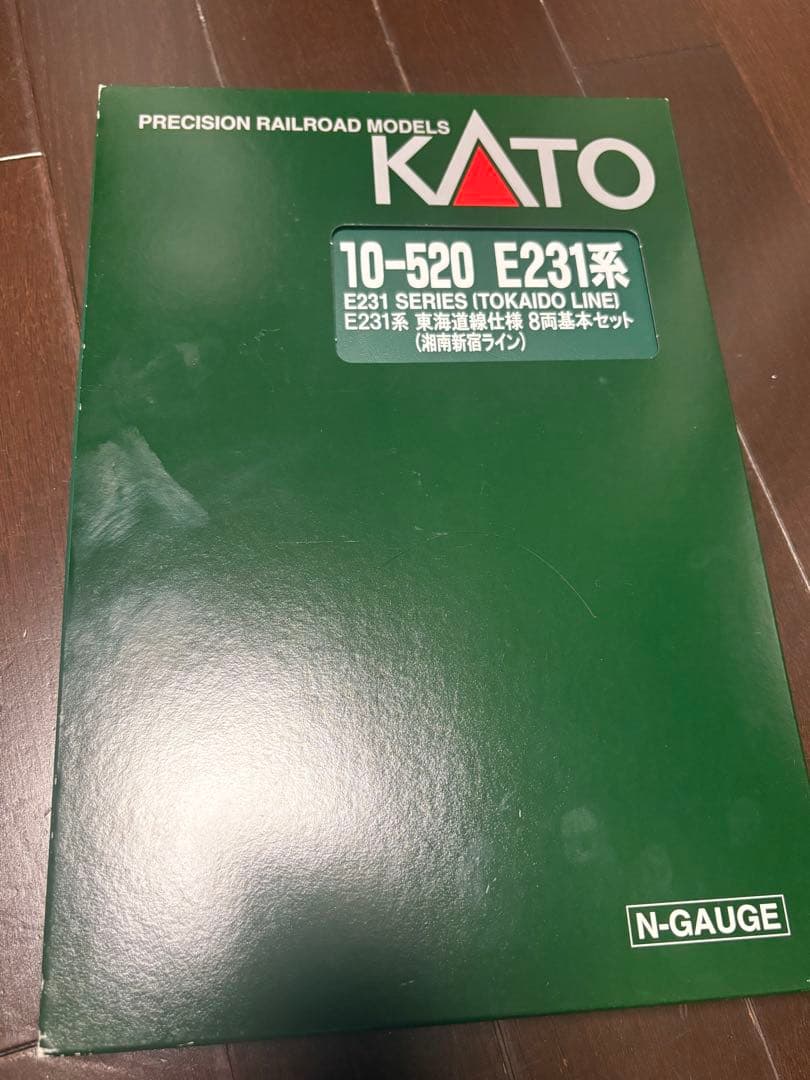 PRECISION RAILROAD MODELS
KATO
10-520 E231系
E231 SERIES (TOKAIDO LINE)
E231系 東海道線仕様 8両基本セット
(湘南新宿ライン)
N-GAUGE